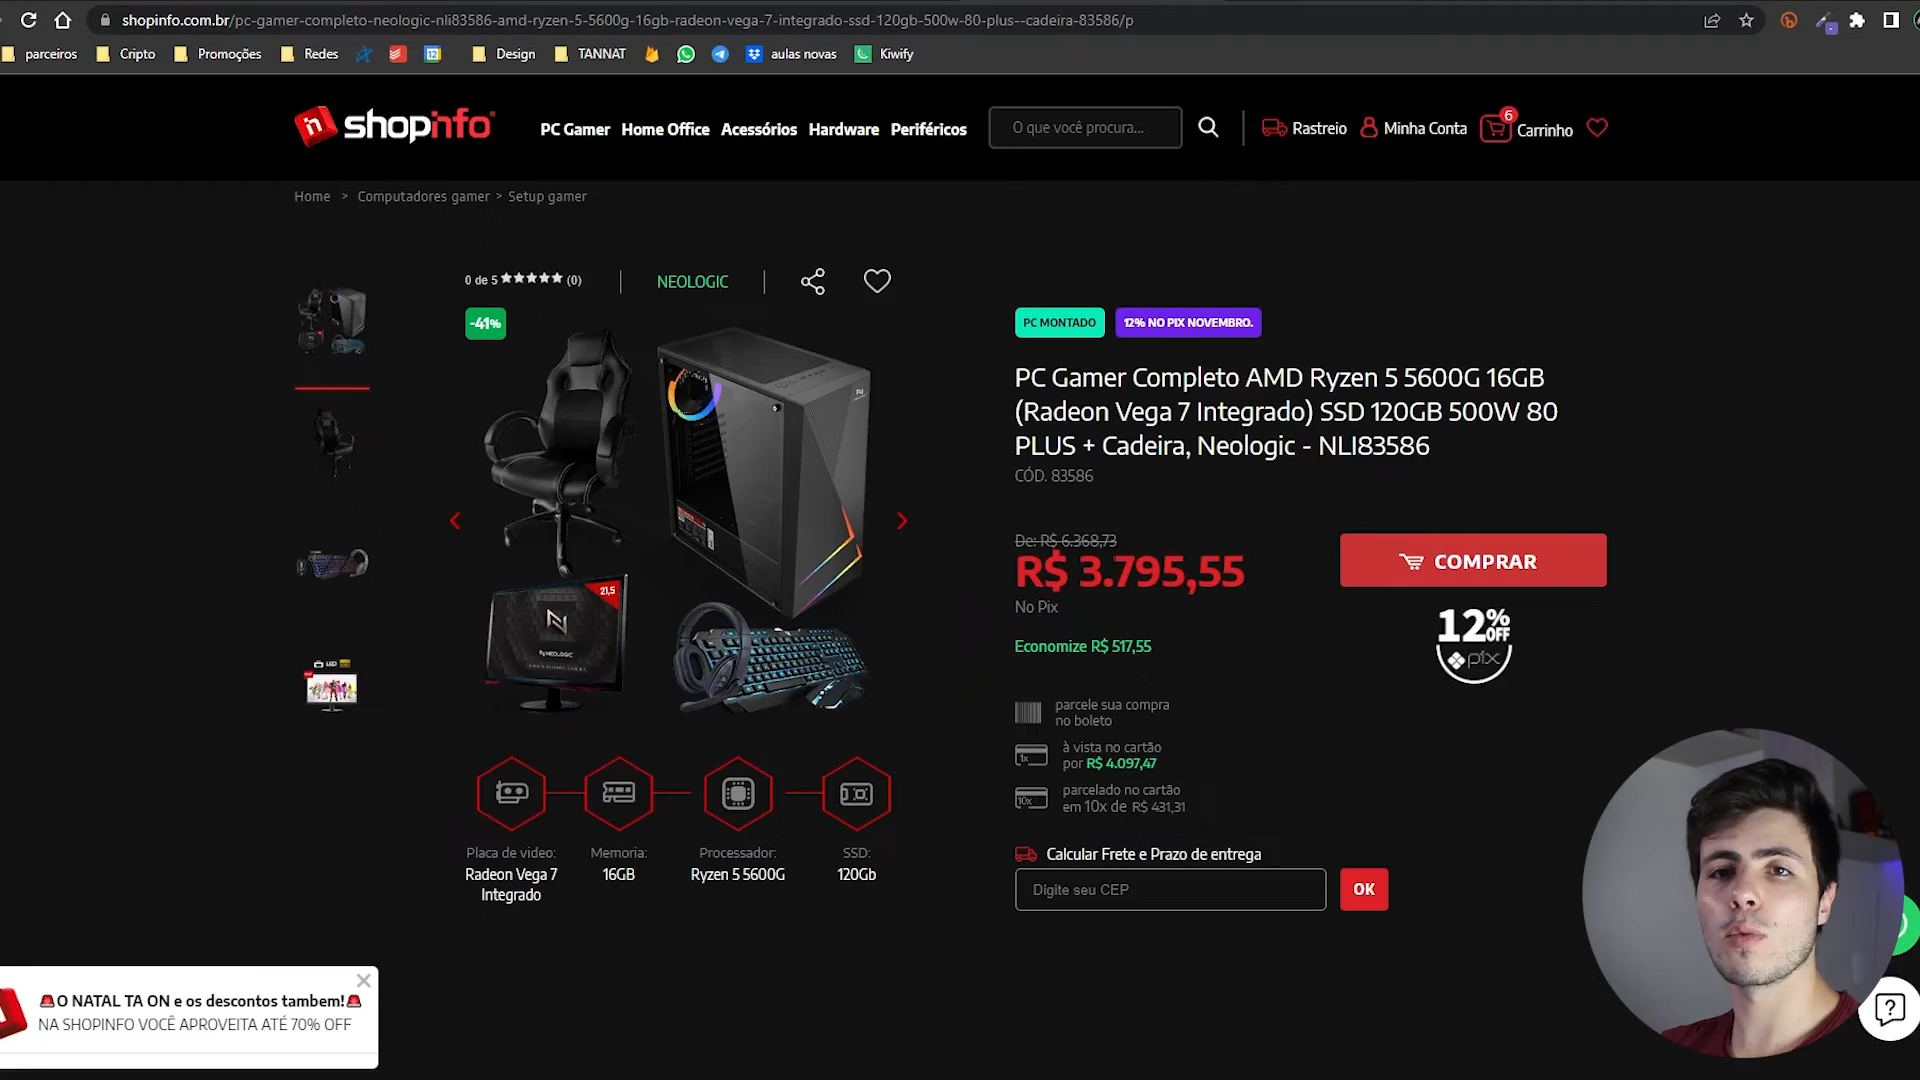 shopinfo.com.br/pc-gamer-completo-neologic-nli83586-amd-ryzen-5-5600g-16gb-radeon-vega-7-integrado-ssd-120gb-500w-80-plus--cadeira-83586/p
parceiros Cripto Promoções Redes 12 Design TANNAT aulas novas Kiwify
shopinfo
PC Gamer Home Office Acessórios Hardware Periféricos
O que você procura...
Rastreio Minha Conta 6 Carrinho
Home > Computadores gamer > Setup gamer
0 de 5 ★★★★★ (0)
NEOLOGIC
-41%
21,5
NEOLOGIC
PC MONTADO 12% NO PIX NOVEMBRO.
PC Gamer Completo AMD Ryzen 5 5600G 16GB
(Radeon Vega 7 Integrado) SSD 120GB 500W 80
PLUS + Cadeira, Neologic - NLI83586
CÓD. 83586
De: R$ 6.368,73
R$ 3.795,55
No Pix
Economize R$ 517,55
COMPRAR
12% OFF
pix
parcele sua compra
no boleto
1x
à vista no cartão
por R$ 4.097,47
10x
parcelado no cartão
em 10x de R$ 431,31
Calcular Frete e Prazo de entrega
Digite seu CEP
OK
Placa de video:
Radeon Vega 7
Integrado
Memoria:
16GB
Processador:
Ryzen 5 5600G
SSD:
120Gb
🚨O NATAL TA ON e os descontos tambem!🚨
NA SHOPINFO VOCÊ APROVEITA ATÉ 70% OFF